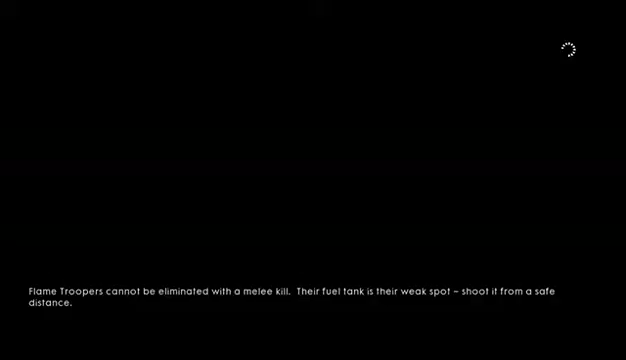 Flame Troopers cannot be eliminated with a melee kill.  Their fuel tank is their weak spot – shoot it from a safe
distance.